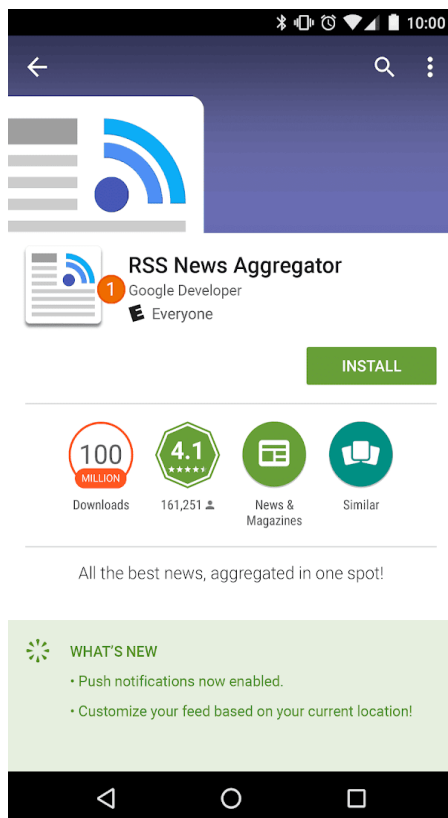 10:00
RSS News Aggregator
1
Google Developer
E
Everyone
INSTALL
100
MILLION
Downloads
4.1
161,251
News &
Magazines
Similar
All the best news, aggregated in one spot!
WHAT'S NEW
• Push notifications now enabled.
• Customize your feed based on your current location!